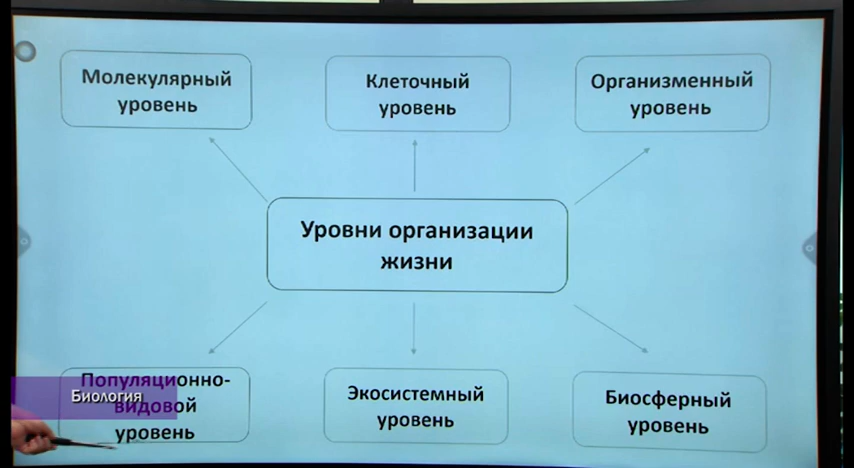 Молекулярный
уровень
Клеточный
уровень
Организменный
уровень
Уровни организации
жизни
Популяционно-
видовой
уровень
Биология
Экосистемный
уровень
Биосферный
уровень